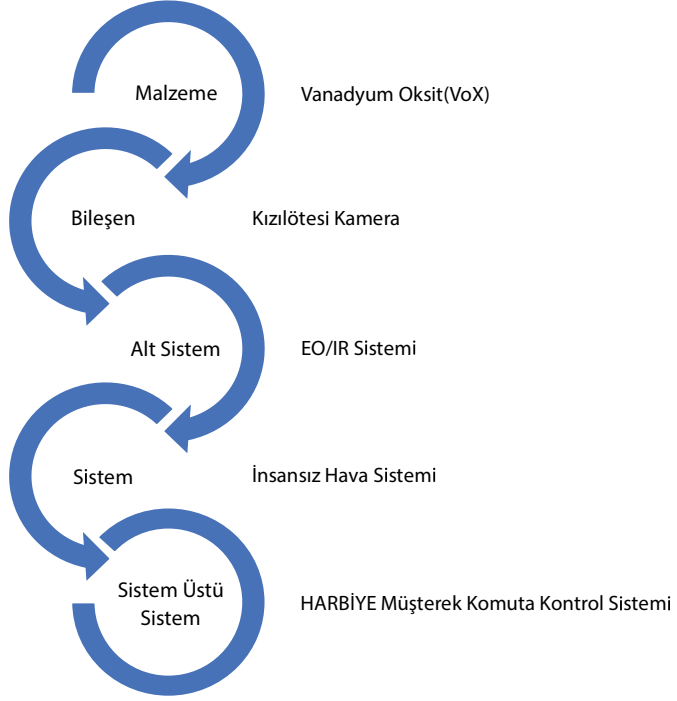 Malzeme
Vanadyum Oksit(VoX)
Bileşen
Kızılötesi Kamera
Alt Sistem
EO/IR Sistemi
Sistem
İnsansız Hava Sistemi
Sistem Üstü
Sistem
HARBİYE Müşterek Komuta Kontrol Sistemi